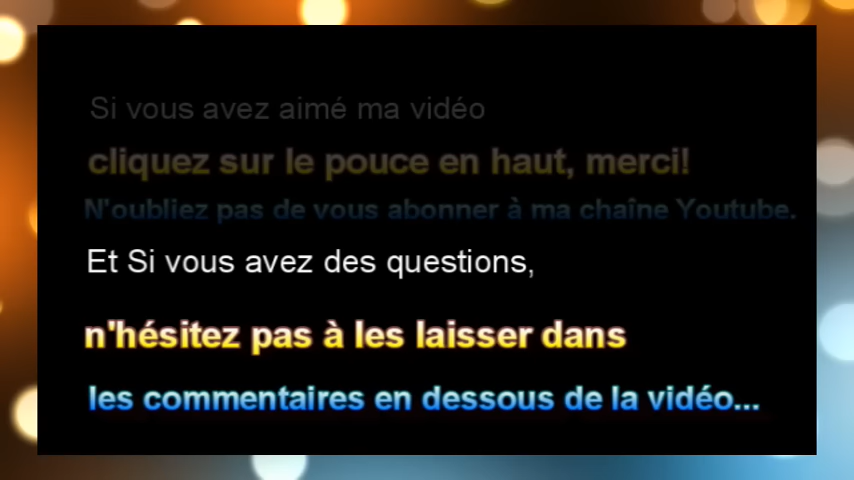 Si vous avez aimé ma vidéo
cliquez sur le pouce en haut, merci!
N'oubliez pas de vous abonner à ma chaîne Youtube.
Et Si vous avez des questions,
n'hésitez pas à les laisser dans
les commentaires en dessous de la vidéo...